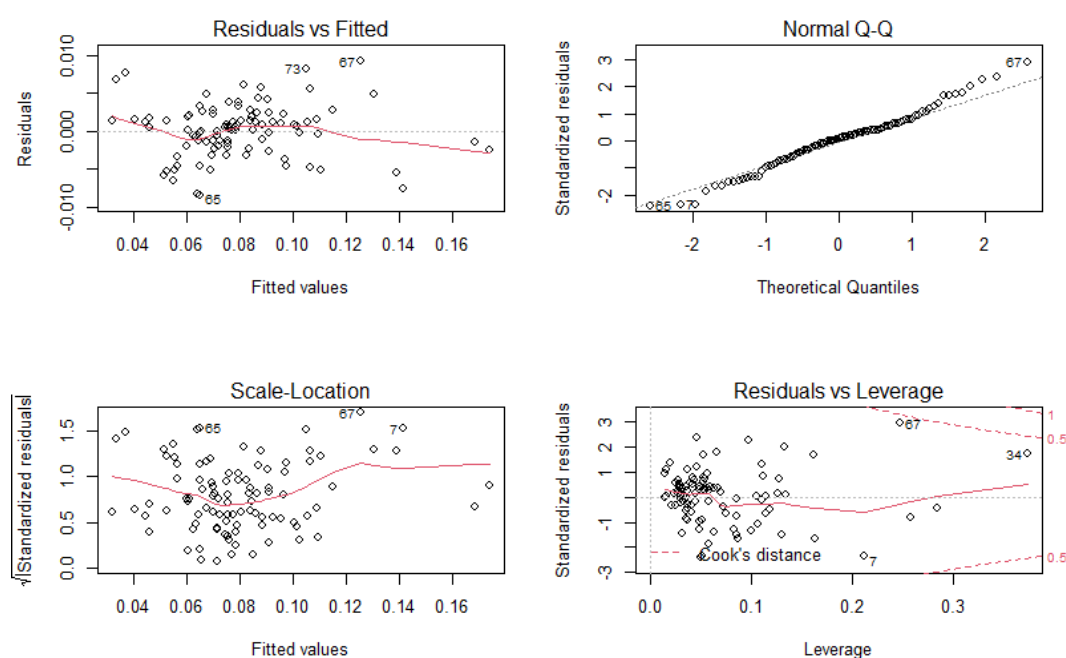 Residuals vs Fitted
Residuals
0.010
0.000
-0.010
73
67
65
0.04 0.06 0.08 0.10 0.12 0.14 0.16
Fitted values
Normal Q-Q
Standardized residuals
3
2
1
0
-2
67
65
7
-2 -1 0 1 2
Theoretical Quantiles
Scale-Location
√|Standardized residuals|
1.5
1.0
0.5
0.0
67
7
65
0.04 0.06 0.08 0.10 0.12 0.14 0.16
Fitted values
Residuals vs Leverage
Standardized residuals
3
2
1
-1
-3
67
34
7
1
0.5
0.5
Cook's distance
0.0 0.1 0.2 0.3
Leverage